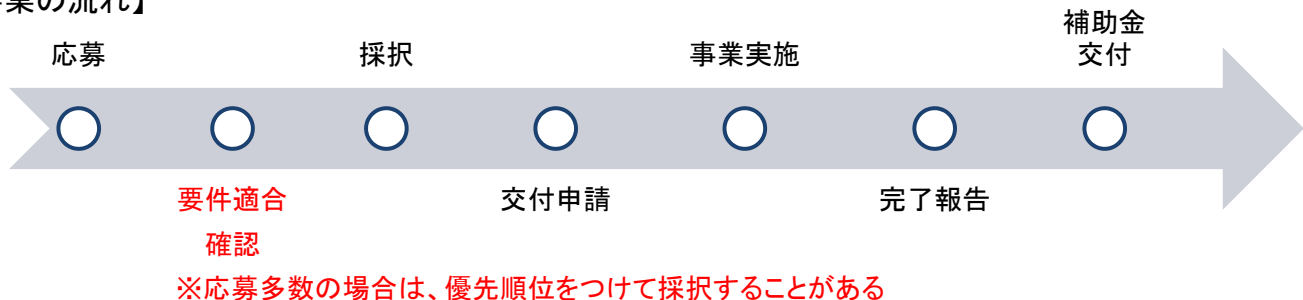 業の流れ】
応募
採択
事業実施
補助金
交付
要件適合
確認
交付申請
完了報告
※応募多数の場合は、優先順位をつけて採択することがある